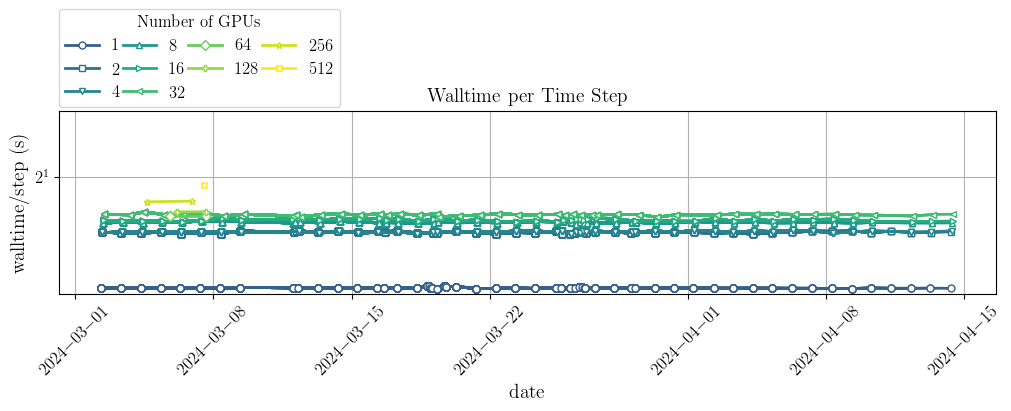 Number of GPUs
1 8 64 256
2 16 128 512
4 32
Walltime per Time Step
walltime/step (s)
2^1
2024−03−01 2024−03−08 2024−03−15 2024−03−22 2024−04−01 2024−04−08 2024−04−15
date